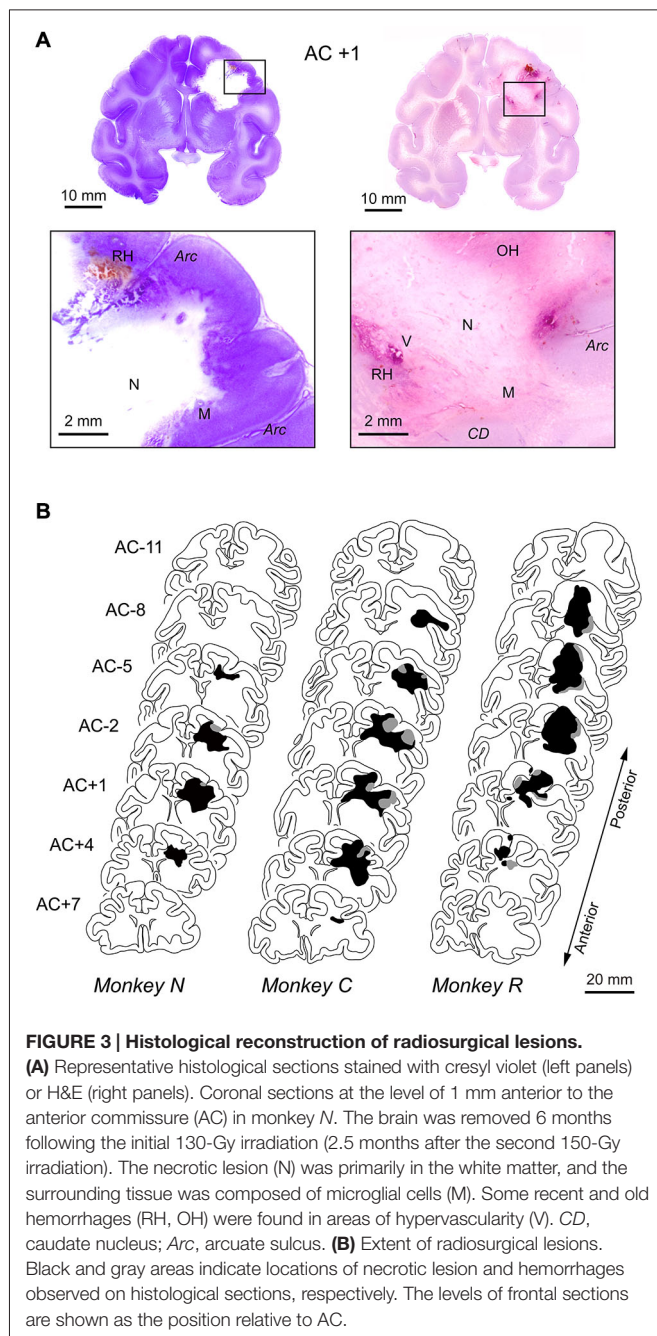 A
AC +1
10 mm
10 mm
RH
Arc
N
M
2 mm
Arc
OH
N
V
Arc
RH
M
2 mm
CD
B
AC-11
AC-8
AC-5
AC-2
AC+1
AC+4
AC+7
Posterior
Anterior
Monkey N
Monkey C
Monkey R
20 mm
FIGURE 3 | Histological reconstruction of radiosurgical lesions.
(A) Representative histological sections stained with cresyl violet (left panels)
or H&E (right panels). Coronal sections at the level of 1 mm anterior to the
anterior commissure (AC) in monkey N. The brain was removed 6 months
following the initial 130-Gy irradiation (2.5 months after the second 150-Gy
irradiation). The necrotic lesion (N) was primarily in the white matter, and the
surrounding tissue was composed of microglial cells (M). Some recent and old
hemorrhages (RH, OH) were found in areas of hypervascularity (V). CD,
caudate nucleus; Arc, arcuate sulcus. (B) Extent of radiosurgical lesions.
Black and gray areas indicate locations of necrotic lesion and hemorrhages
observed on histological sections, respectively. The levels of frontal sections
are shown as the position relative to AC.